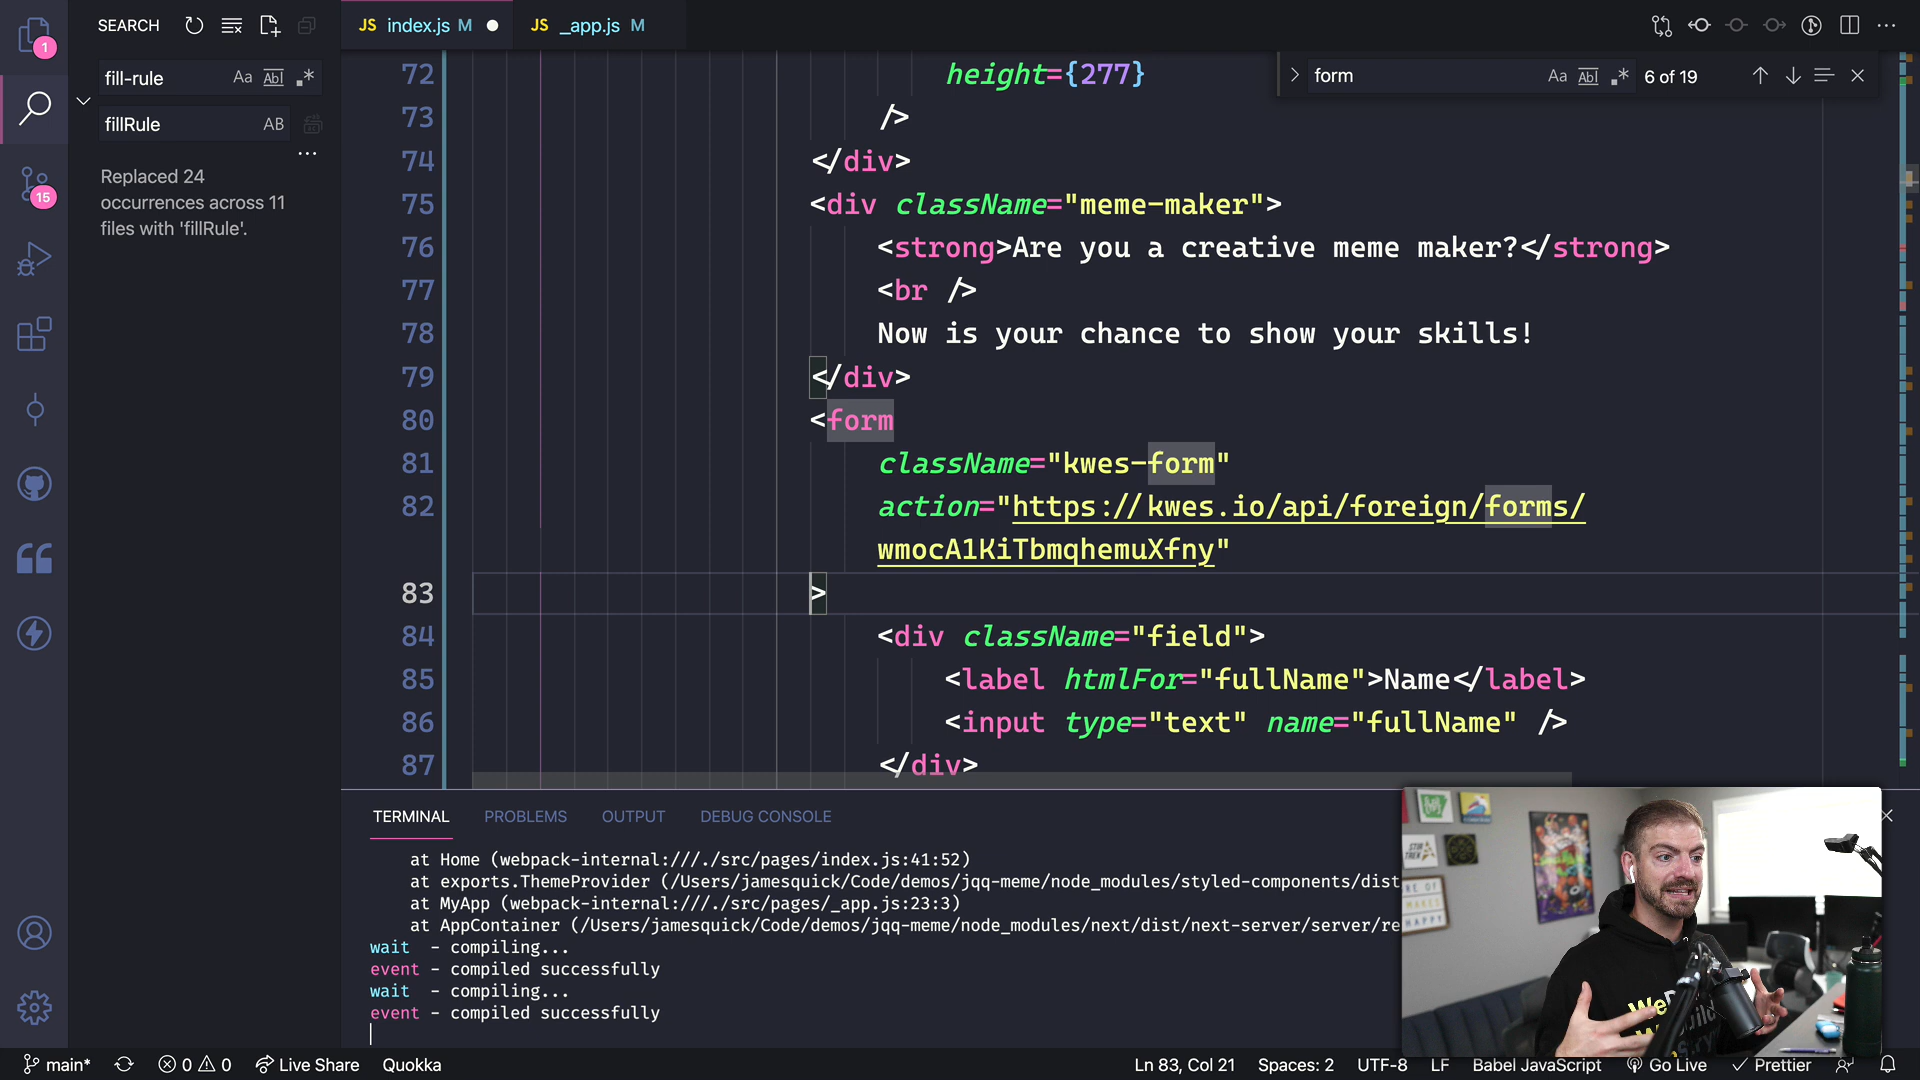 SEARCH
JS index.js M
JS _app.js M
1
fill-rule
Aa Abl .*
fillRule
AB
Replaced 24
occurrences across 11
files with 'fillRule'.
15
form
Aa Abl .*
6 of 19
72 height={277}
73 />
74 </div>
75 <div className="meme-maker">
76 <strong>Are you a creative meme maker?</strong>
77 <br />
78 Now is your chance to show your skills!
79 </div>
80 <form
81 className="kwes-form"
82 action="https://kwes.io/api/foreign/forms/
wmocA1KiTbmqhemuXfny"
83 >
84 <div className="field">
85 <label htmlFor="fullName">Name</label>
86 <input type="text" name="fullName" />
87 </div>
TERMINAL PROBLEMS OUTPUT DEBUG CONSOLE
at Home (webpack-internal:///./src/pages/index.js:41:52)
at exports.ThemeProvider (/Users/jamesquick/Code/demos/jqq-meme/node_modules/styled-components/dist
at MyApp (webpack-internal:///./src/pages/_app.js:23:3)
at AppContainer (/Users/jamesquick/Code/demos/jqq-meme/node_modules/next/dist/next-server/server/re
wait - compiling...
event - compiled successfully
wait - compiling...
event - compiled successfully
STAR
TREK
MAKES
HAPPY
main* 0 0 Live Share Quokka Ln 83, Col 21 Spaces: 2 UTF-8 LF Babel JavaScript Go Live Prettier